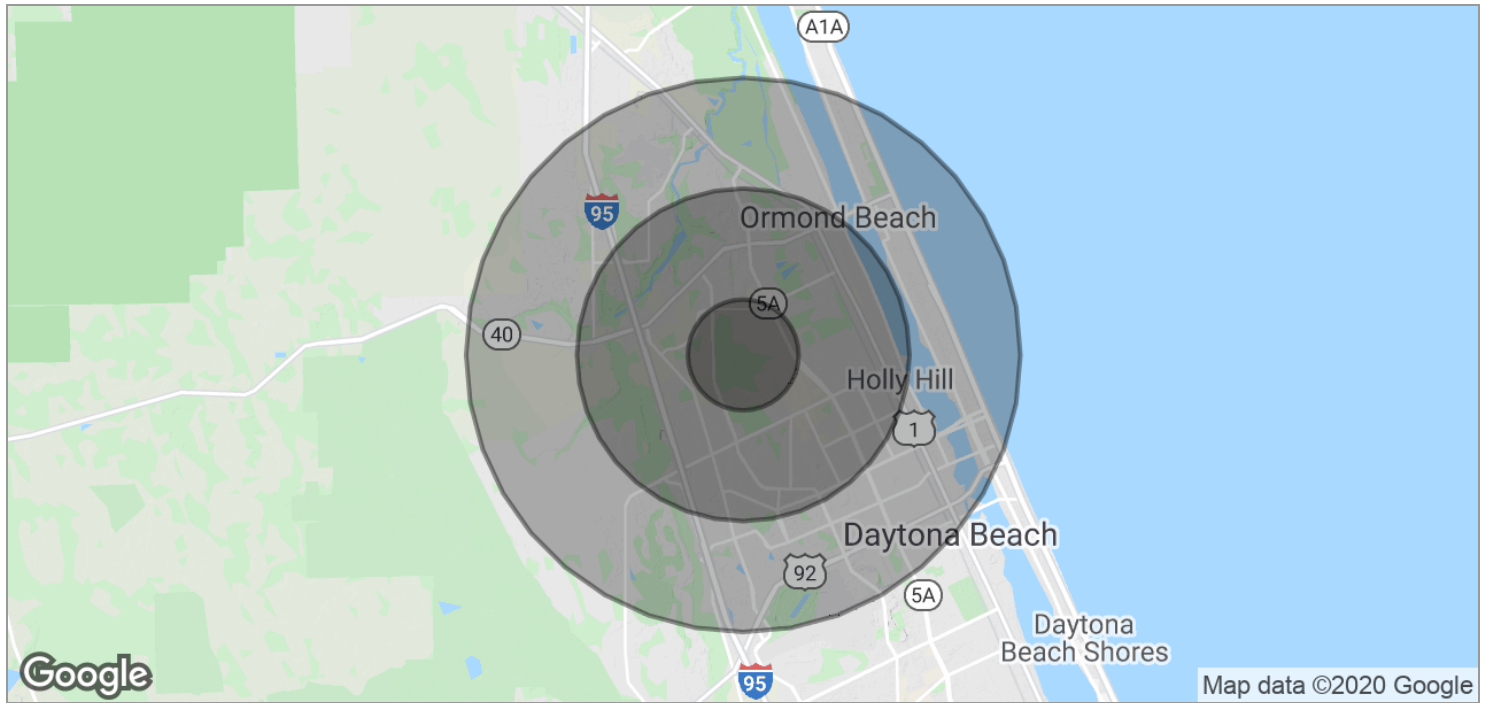 A1A
95
Ormond Beach
5A
40
Holly Hill
1
Daytona Beach
92
5A
Daytona
Beach Shores
95
Google
Map data ©2020 Google